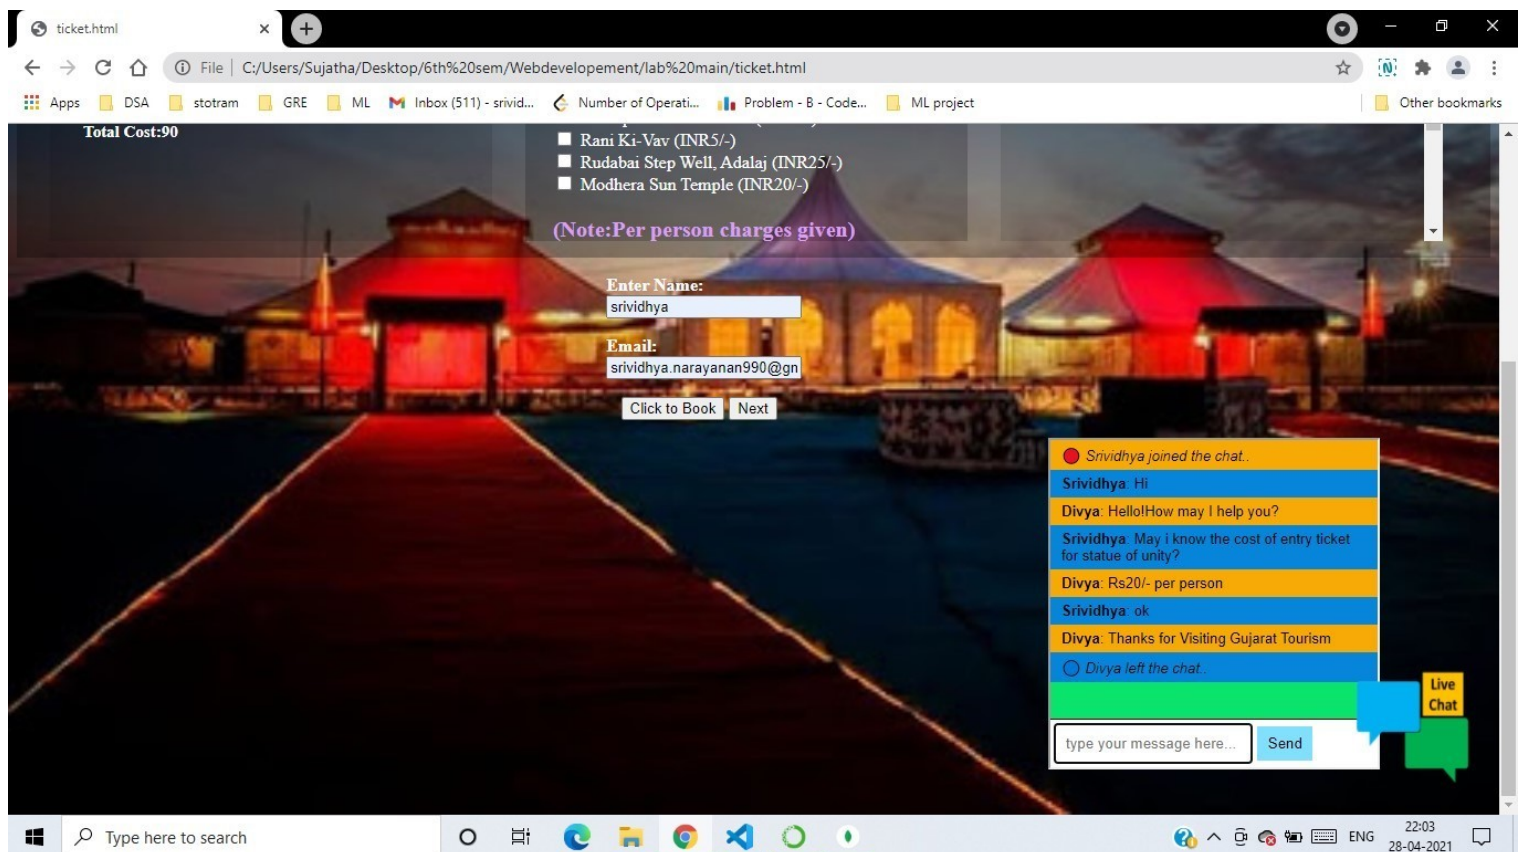 ticket.html
File | C:/Users/Sujatha/Desktop/6th%20sem/Webdevelopement/lab%20main/ticket.html
Apps DSA stotram GRE ML Inbox (511) - srivid... Number of Operati... Problem - B - Code... ML project Other bookmarks
Total Cost:90
Rani Ki-Vav (INR5/-)
Rudabai Step Well, Adalaj (INR25/-)
Modhera Sun Temple (INR20/-)
(Note:Per person charges given)
Enter Name:
srividhya
Email:
srividhya.narayanan990@gn
Click to Book Next
Srividhya joined the chat..
Srividhya: Hi
Divya: Hello!How may I help you?
Srividhya: May i know the cost of entry ticket
for statue of unity?
Divya: Rs20/- per person
Srividhya: ok
Divya: Thanks for Visiting Gujarat Tourism
Divya left the chat..
Live
Chat
type your message here... Send
Type here to search
ENG
22:03
28-04-2021